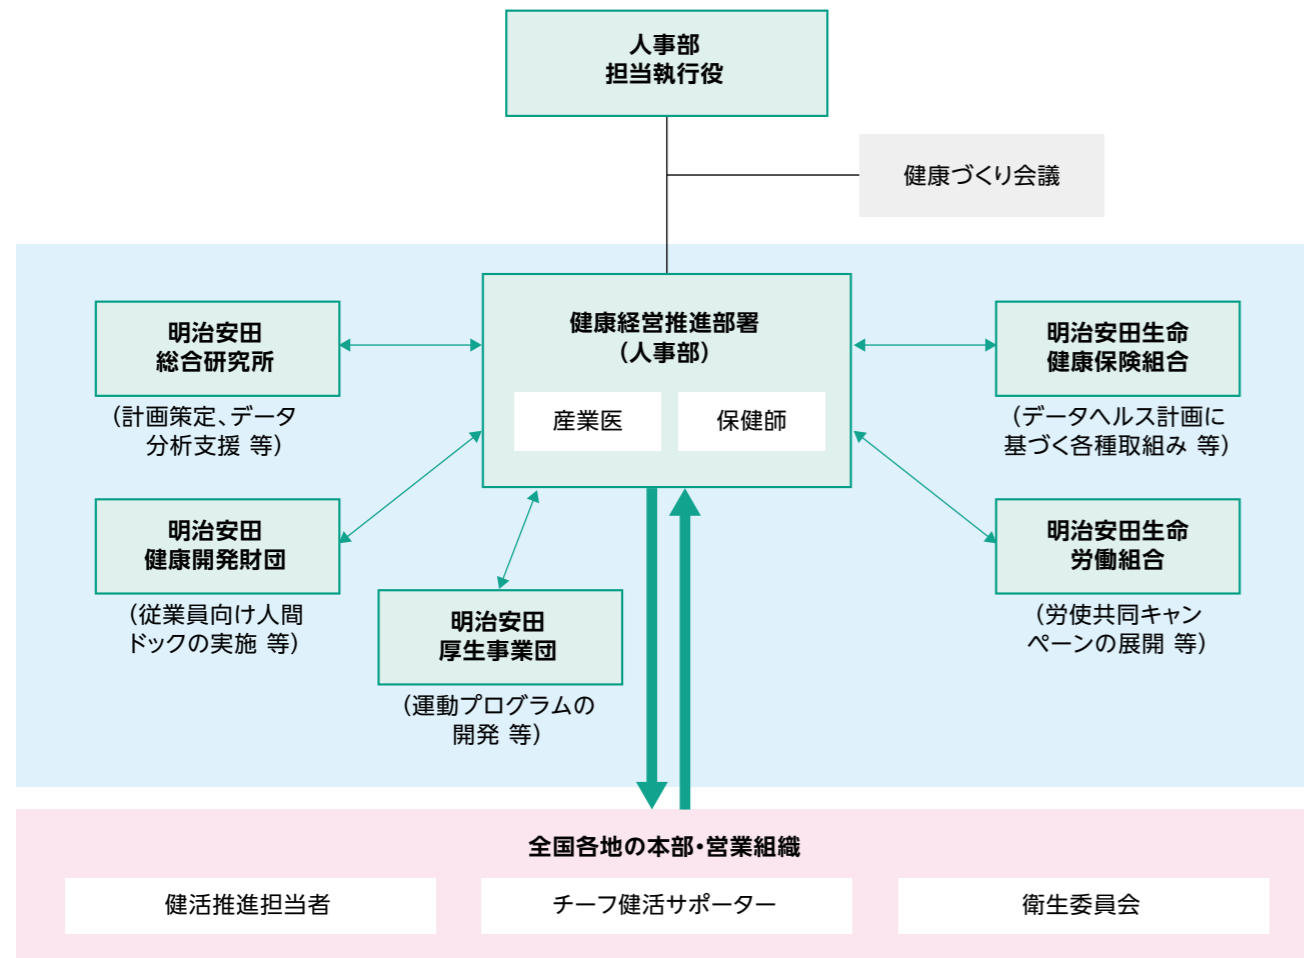 人事部
担当執行役
健康づくり会議
健康経営推進部署
（人事部）
産業医
保健師
明治安田
総合研究所
（計画策定、データ
分析支援 等）
明治安田
健康開発財団
（従業員向け人間
ドックの実施 等）
明治安田
厚生事業団
（運動プログラムの
開発 等）
明治安田生命
健康保険組合
（データヘルス計画に
基づく各種取組み 等）
明治安田生命
労働組合
（労使共同キャン
ペーンの展開 等）
全国各地の本部・営業組織
健活推進担当者
チーフ健活サポーター
衛生委員会